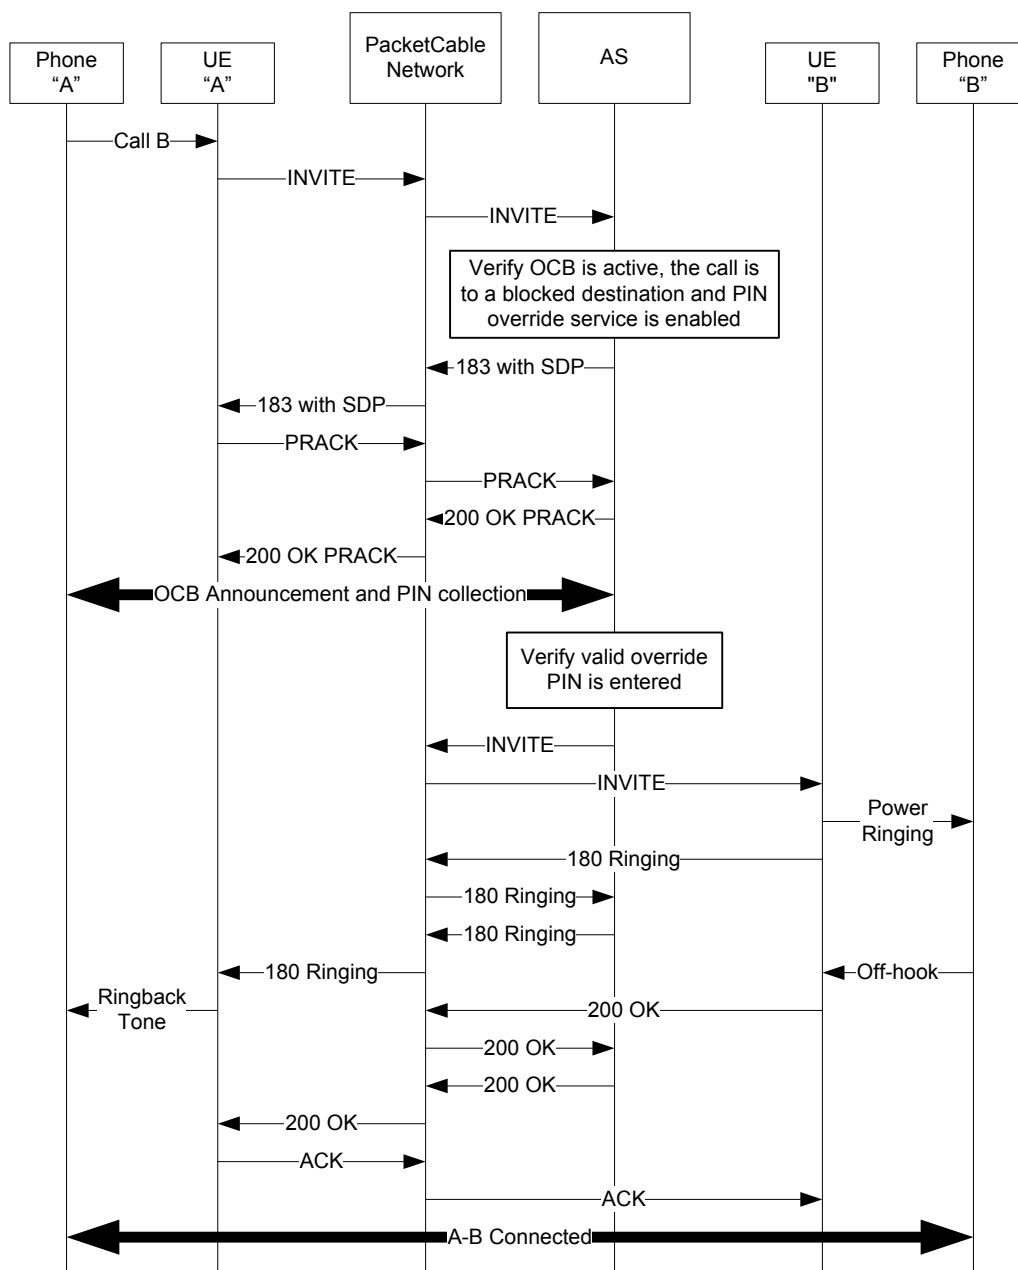 Phone
“A”
UE
“A”
PacketCable
Network
AS
UE
"B"
Phone
“B”
Call B
INVITE
INVITE
Verify OCB is active, the call is
to a blocked destination and PIN
override service is enabled
183 with SDP
183 with SDP
PRACK
PRACK
200 OK PRACK
200 OK PRACK
OCB Announcement and PIN collection
Verify valid override
PIN is entered
INVITE
INVITE
Power
Ringing
180 Ringing
180 Ringing
180 Ringing
180 Ringing
Off-hook
Ringback
Tone
200 OK
200 OK
200 OK
200 OK
ACK
ACK
A-B Connected